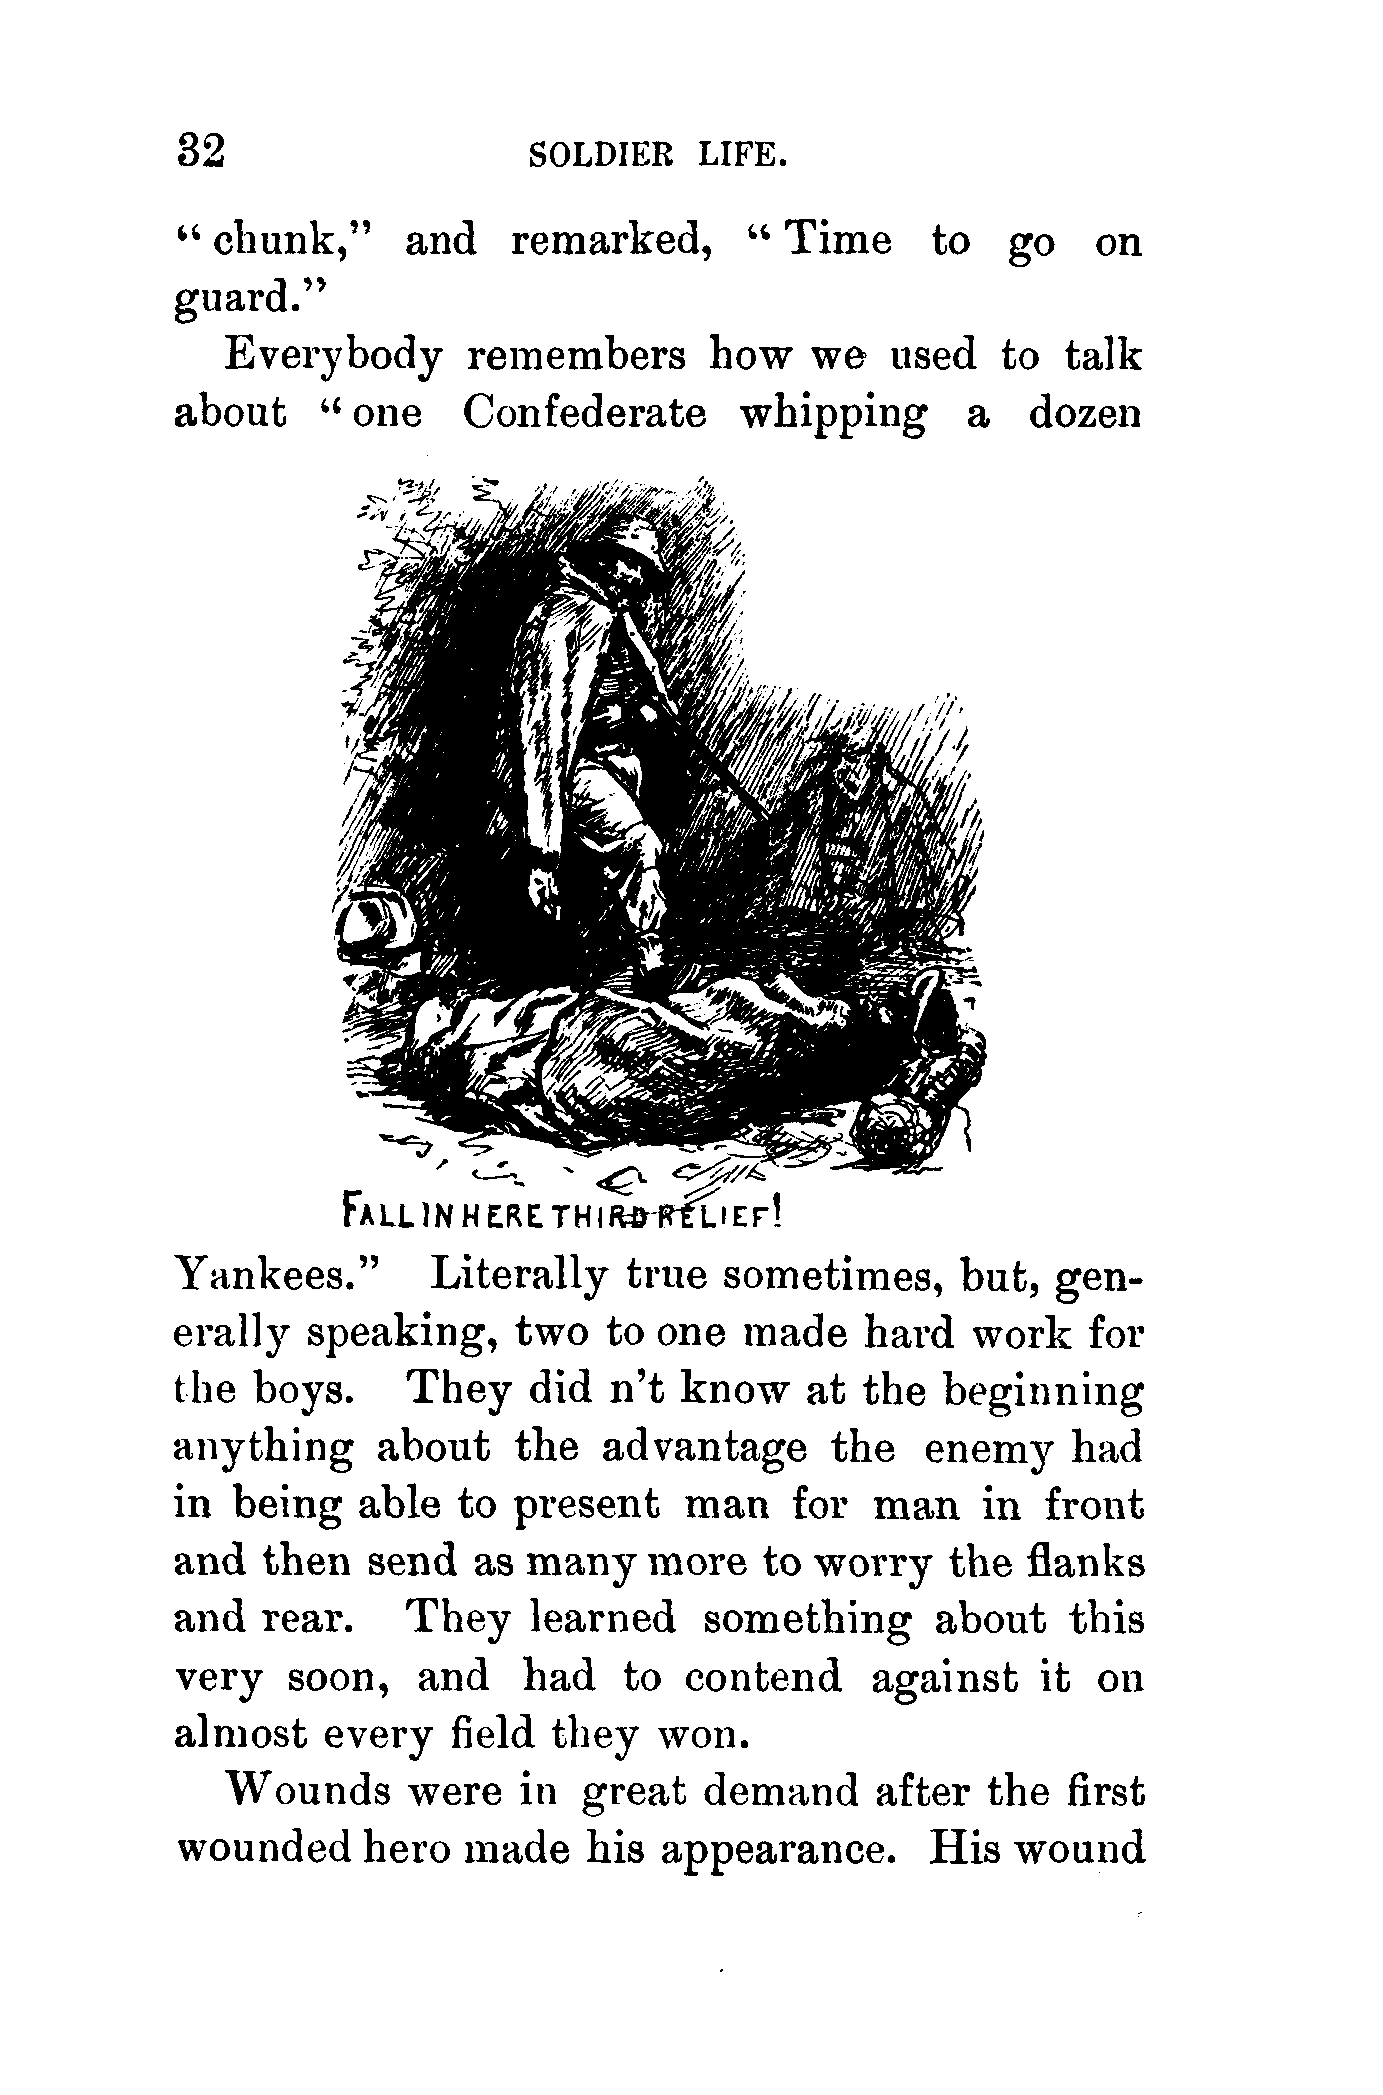 32 SOLDIER LIFE.
“ chunk,” and remarked, “ Time to go on
guard.”
Everybody remembers how we used to talk
about “ one Confederate whipping a dozen
FALL IN HERE THIRD RELIEF!
Yankees.” Literally true sometimes, but, gen-
erally speaking, two to one made hard work for
the boys. They did n’t know at the beginning
anything about the advantage the enemy had
in being able to present man for man in front
and then send as many more to worry the flanks
and rear. They learned something about this
very soon, and had to contend against it on
almost every field they won.
Wounds were in great demand after the first
wounded hero made his appearance. His wound